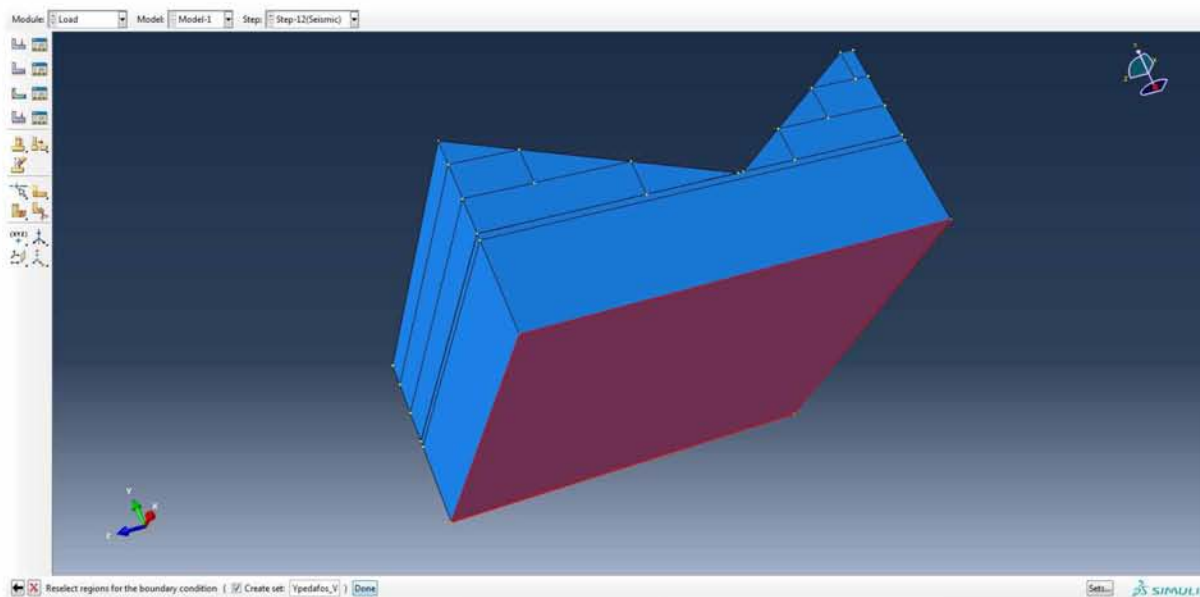 Module: Load Model: Model-1 Step: Step-12(Seismic)
Y
X
Z
Reselect regions for the boundary condition ( Create set: Ypedafos_V ) Done Sets... SIMULI